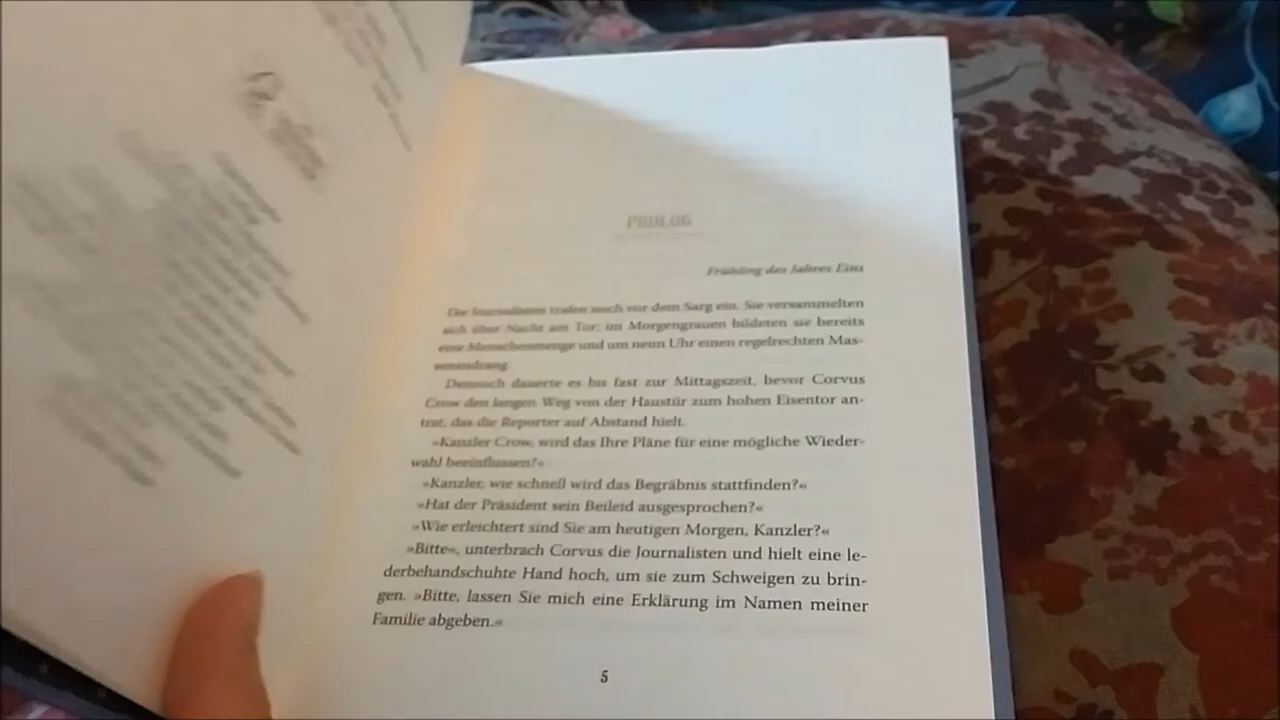 PROLOG
Frühling des Jahres Eins
Die Journalisten trafen noch vor dem Sarg ein. Sie versammelten
sich über Nacht am Tor; im Morgengrauen bildeten sie bereits
eine Menschenmenge und um neun Uhr einen regelrechten Mas-
senandrang.
Dennoch dauerte es bis fast zur Mittagszeit, bevor Corvus
Crow den langen Weg von der Haustür zum hohen Eisentor an-
trat, das die Reporter auf Abstand hielt.
»Kanzler Crow, wird das Ihre Pläne für eine mögliche Wieder-
wahl beeinflussen?«
»Kanzler, wie schnell wird das Begräbnis stattfinden?«
»Hat der Präsident sein Beileid ausgesprochen?«
»Wie erleichtert sind Sie am heutigen Morgen, Kanzler?«
»Bitte«, unterbrach Corvus die Journalisten und hielt eine le-
derbehandschuhte Hand hoch, um sie zum Schweigen zu brin-
gen. »Bitte, lassen Sie mich eine Erklärung im Namen meiner
Familie abgeben.«
5